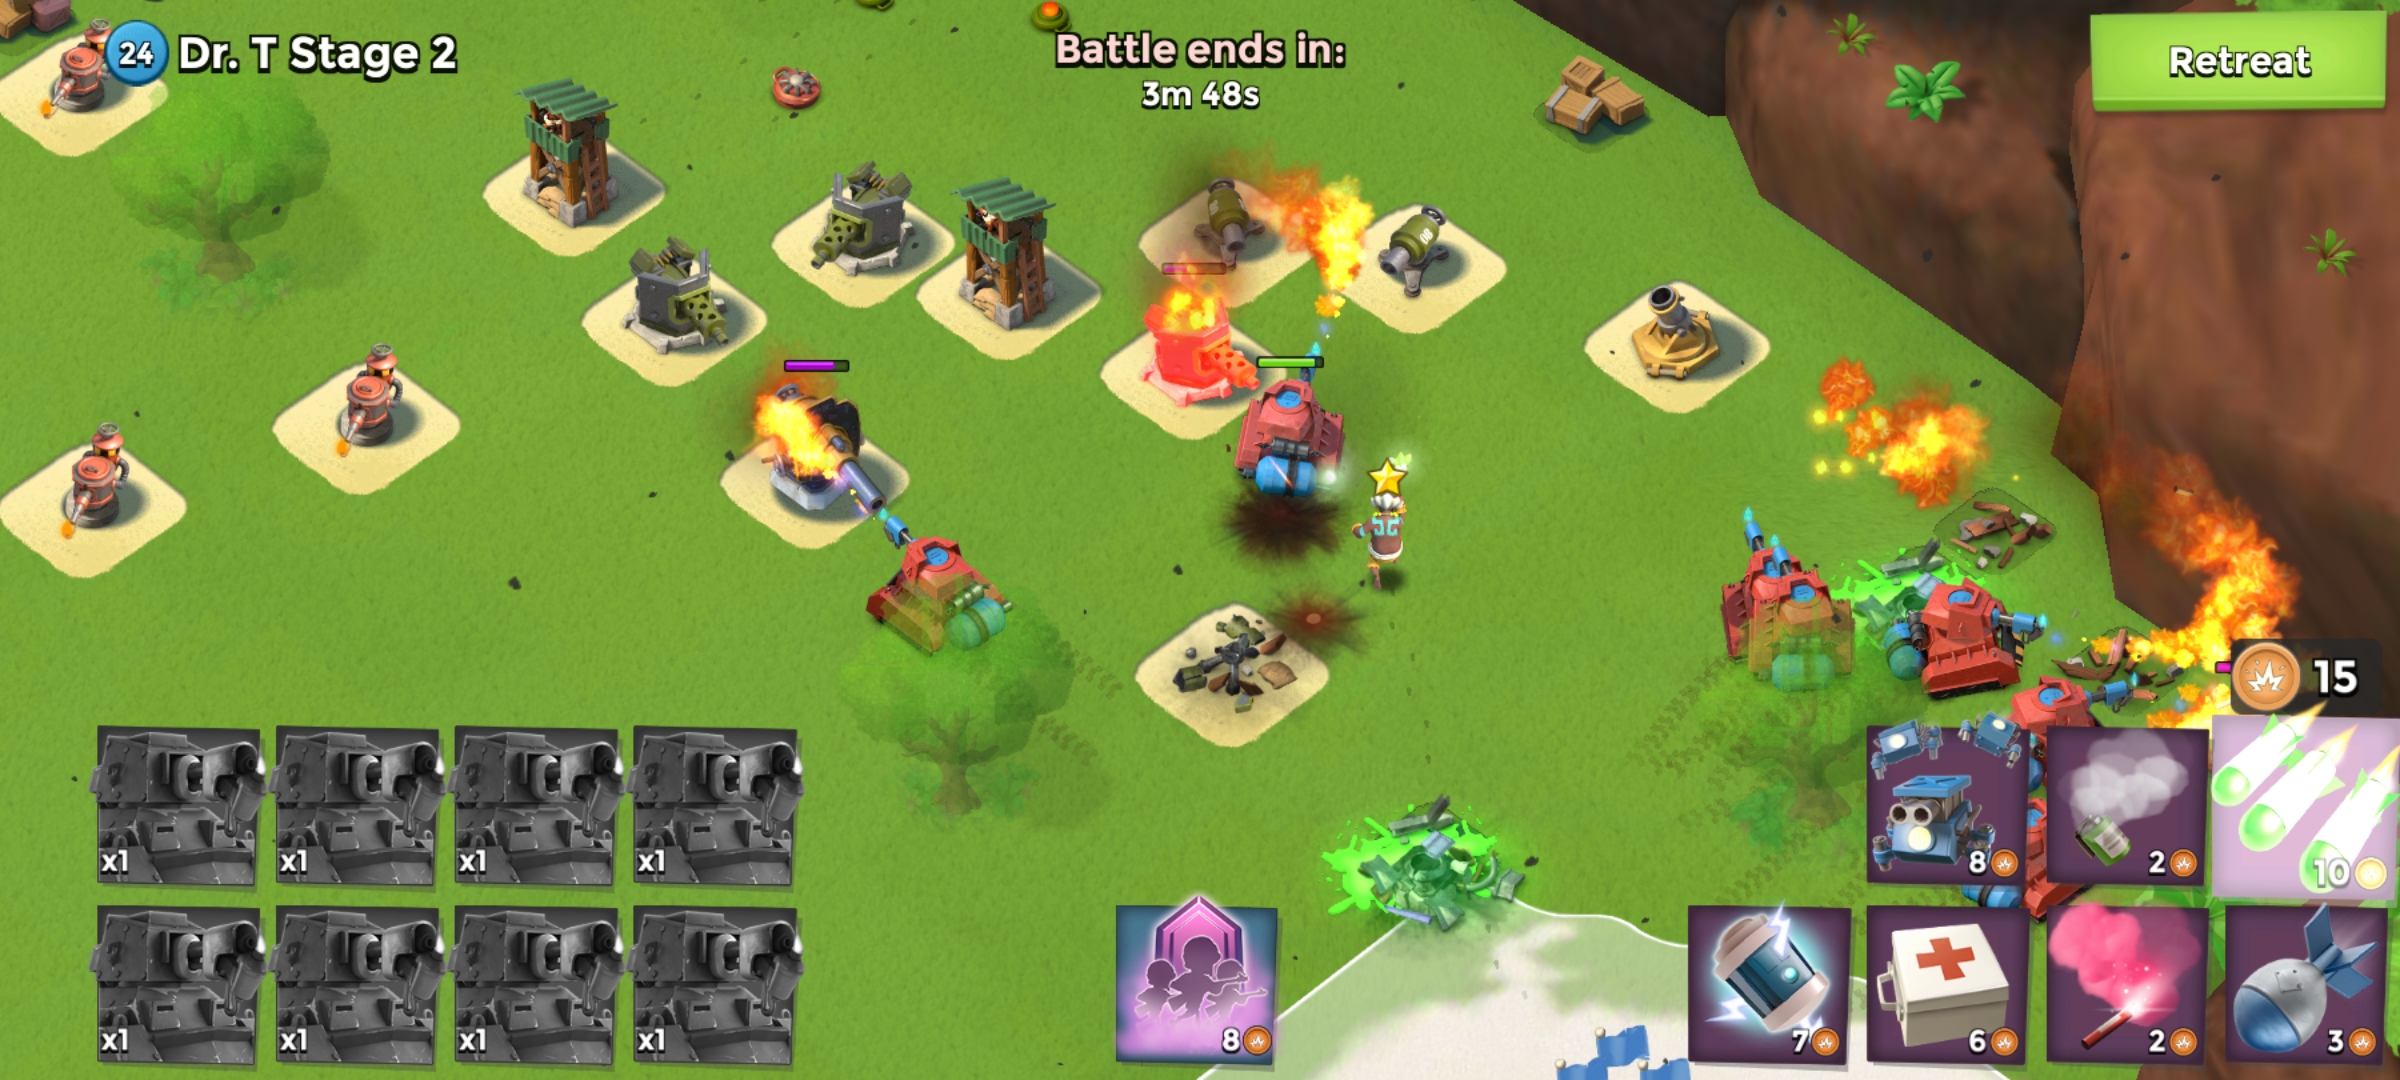 24 Dr. T Stage 2
Battle ends in:
3m 48s
Retreat
15
x1 x1 x1 x1
8 2 10
x1 x1 x1 x1
8 7 6 2 3